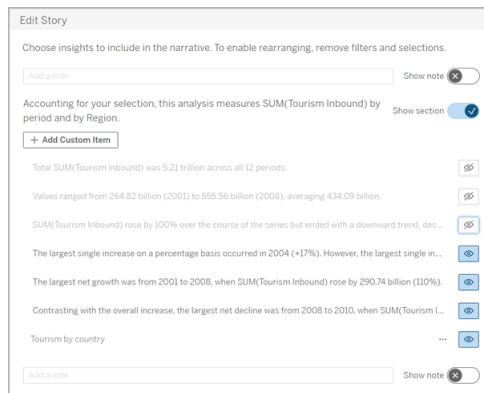 Edit Story
Choose insights to include in the narrative. To enable rearranging, remove filters and selections.
Add a note
Show note
Accounting for your selection, this analysis measures SUM(Tourism Inbound) by
period and by Region.
Show section
+ Add Custom Item
Total SUM(Tourism Inbound) was 5.21 trillion across all 12 periods.
Values ranged from 264.82 billion (2001) to 555.56 billion (2008), averaging 434.09 billion.
SUM(Tourism Inbound) rose by 100% over the course of the series but ended with a downward trend, dec...
The largest single increase on a percentage basis occurred in 2004 (+17%). However, the largest single in...
The largest net growth was from 2001 to 2008, when SUM(Tourism Inbound) rose by 290.74 billion (110%).
Contrasting with the overall increase, the largest net decline was from 2008 to 2010, when SUM(Tourism I...
Tourism by country
...
Add a note
Show note